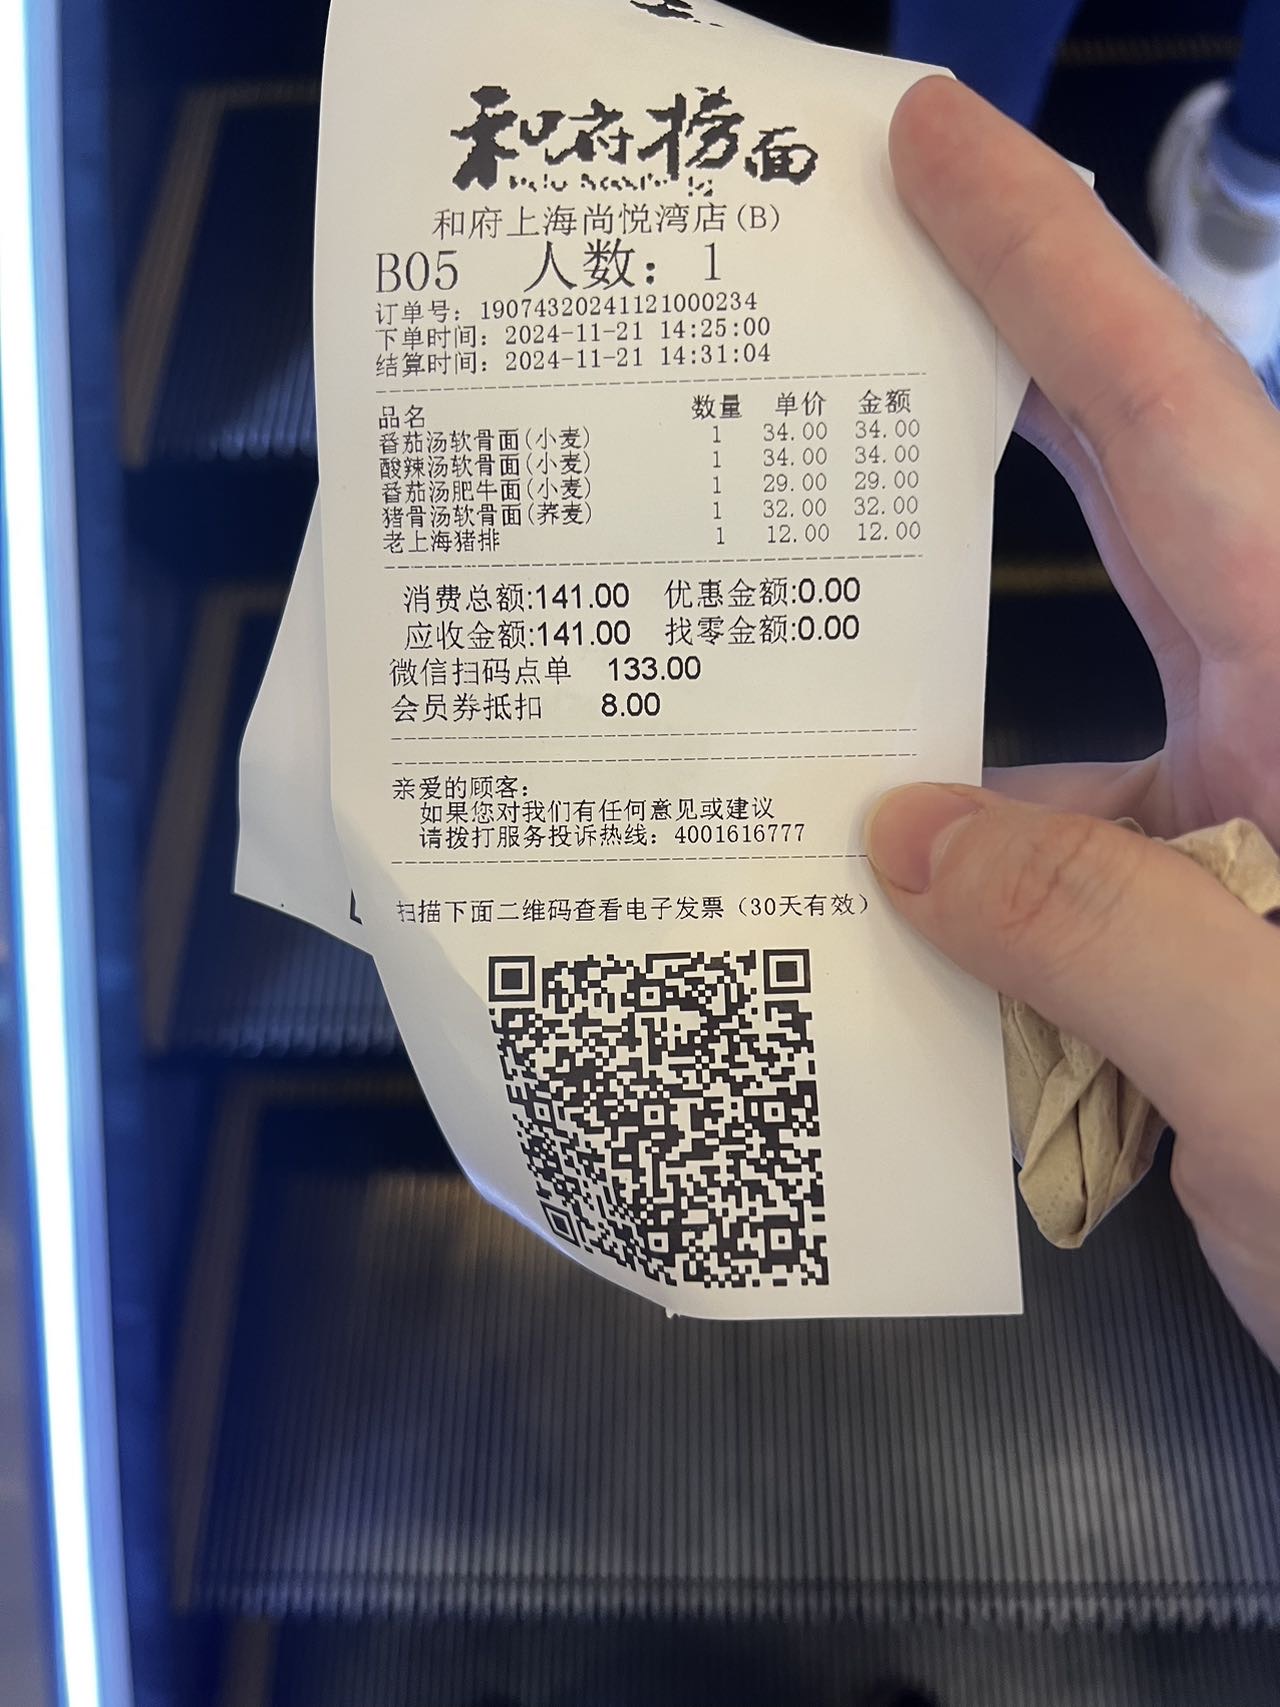 和府捞面
和府上海尚悦湾店(B)
B05 人数: 1
订单号: 19074320241121000234
下单时间: 2024-11-21 14:25:00
结算时间: 2024-11-21 14:31:04
品名 数量 单价 金额
番茄汤软骨面(小麦) 1 34.00 34.00
酸辣汤软骨面(小麦) 1 34.00 34.00
番茄汤肥牛面(小麦) 1 29.00 29.00
猪骨汤软骨面(荞麦) 1 32.00 32.00
老上海猪排 1 12.00 12.00
消费总额:141.00 优惠金额:0.00
应收金额:141.00 找零金额:0.00
微信扫码点单 133.00
会员券抵扣 8.00
亲爱的顾客:
如果您对我们有任何意见或建议
请拨打服务投诉热线: 4001616777
扫描下面二维码查看电子发票（30天有效）